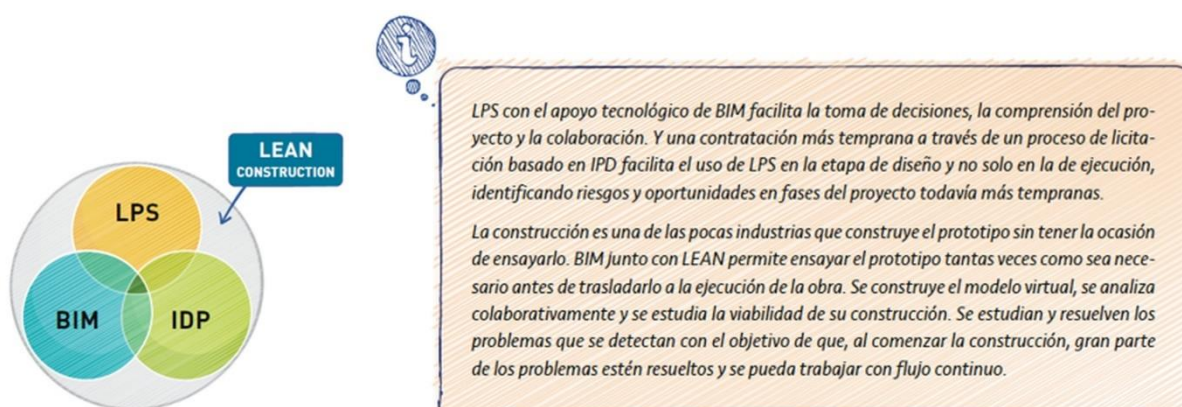 LEAN
CONSTRUCTION
LPS
BIM
IDP
i
LPS con el apoyo tecnológico de BIM facilita la toma de decisiones, la comprensión del pro-
yecto y la colaboración. Y una contratación más temprana a través de un proceso de licita-
ción basado en IPD facilita el uso de LPS en la etapa de diseño y no solo en la de ejecución,
identificando riesgos y oportunidades en fases del proyecto todavía más tempranas.
La construcción es una de las pocas industrias que construye el prototipo sin tener la ocasión
de ensayarlo. BIM junto con LEAN permite ensayar el prototipo tantas veces como sea nece-
sario antes de trasladarlo a la ejecución de la obra. Se construye el modelo virtual, se analiza
colaborativamente y se estudia la viabilidad de su construcción. Se estudian y resuelven los
problemas que se detectan con el objetivo de que, al comenzar la construcción, gran parte
de los problemas estén resueltos y se pueda trabajar con flujo continuo.